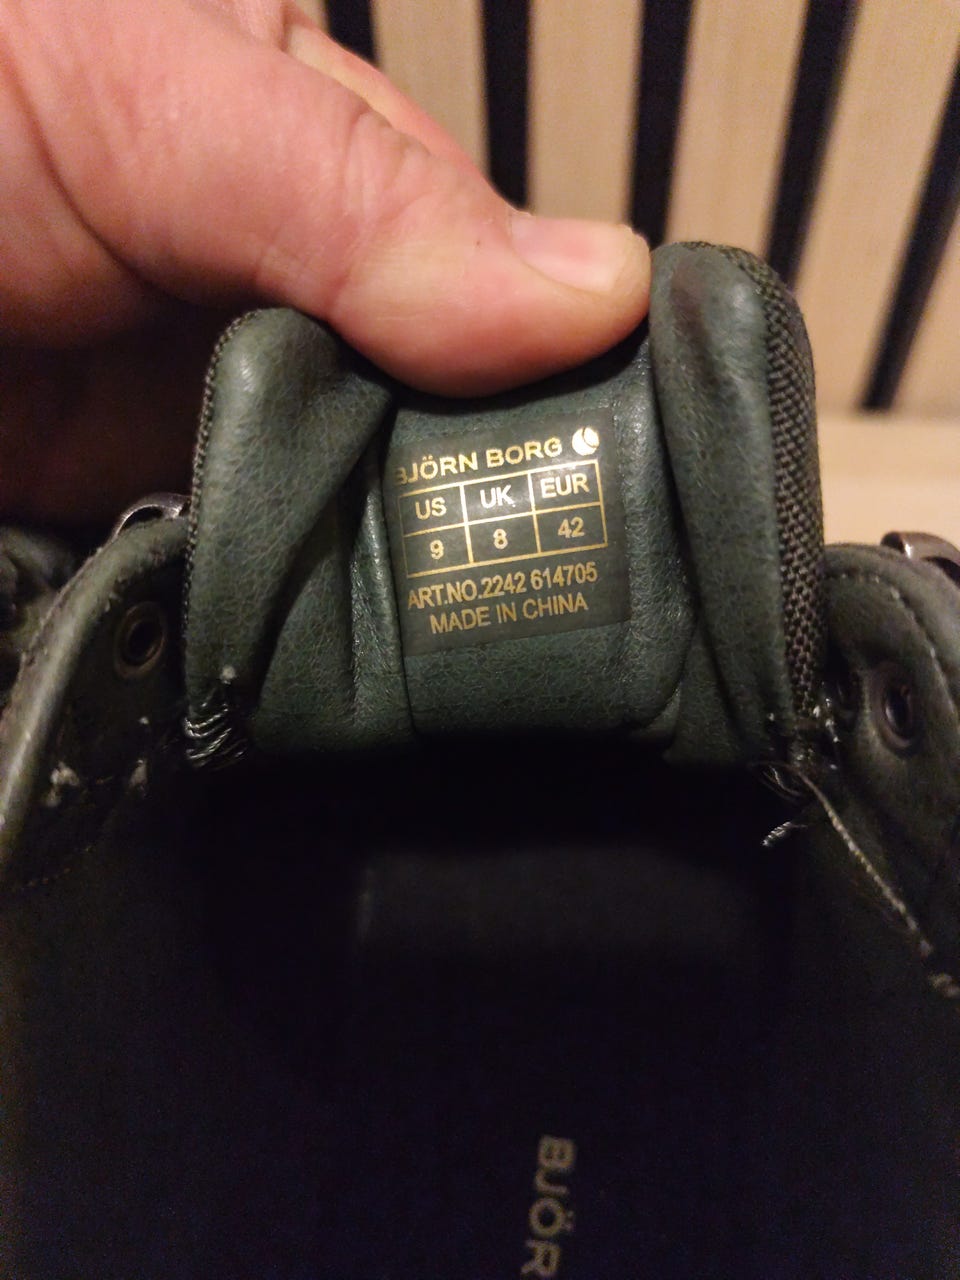 BJÖRN BORG
US UK EUR
9 8 42
ART.NO.2242 614705
MADE IN CHINA
BJÖR